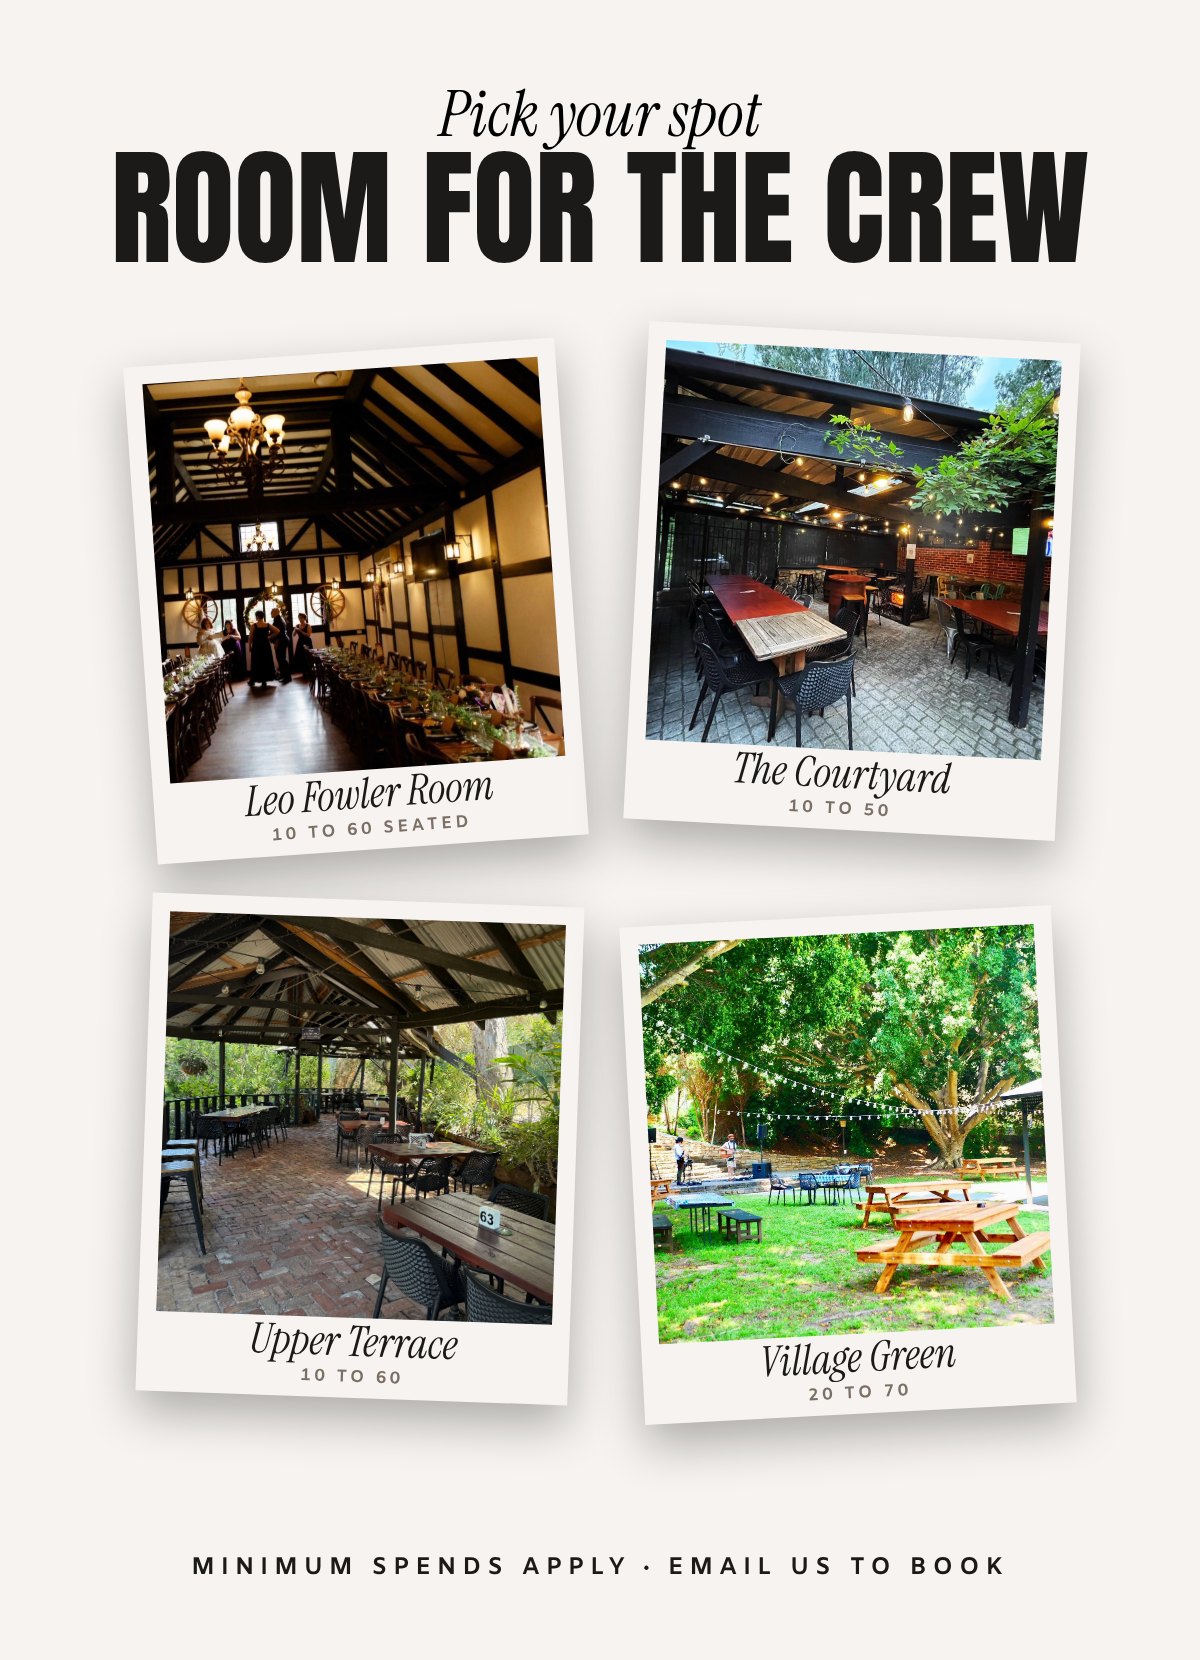 Pick your spot
ROOM FOR THE CREW
Leo Fowler Room
10 TO 60 SEATED
The Courtyard
10 TO 50
63
Upper Terrace
10 TO 60
Village Green
20 TO 70
MINIMUM SPENDS APPLY · EMAIL US TO BOOK